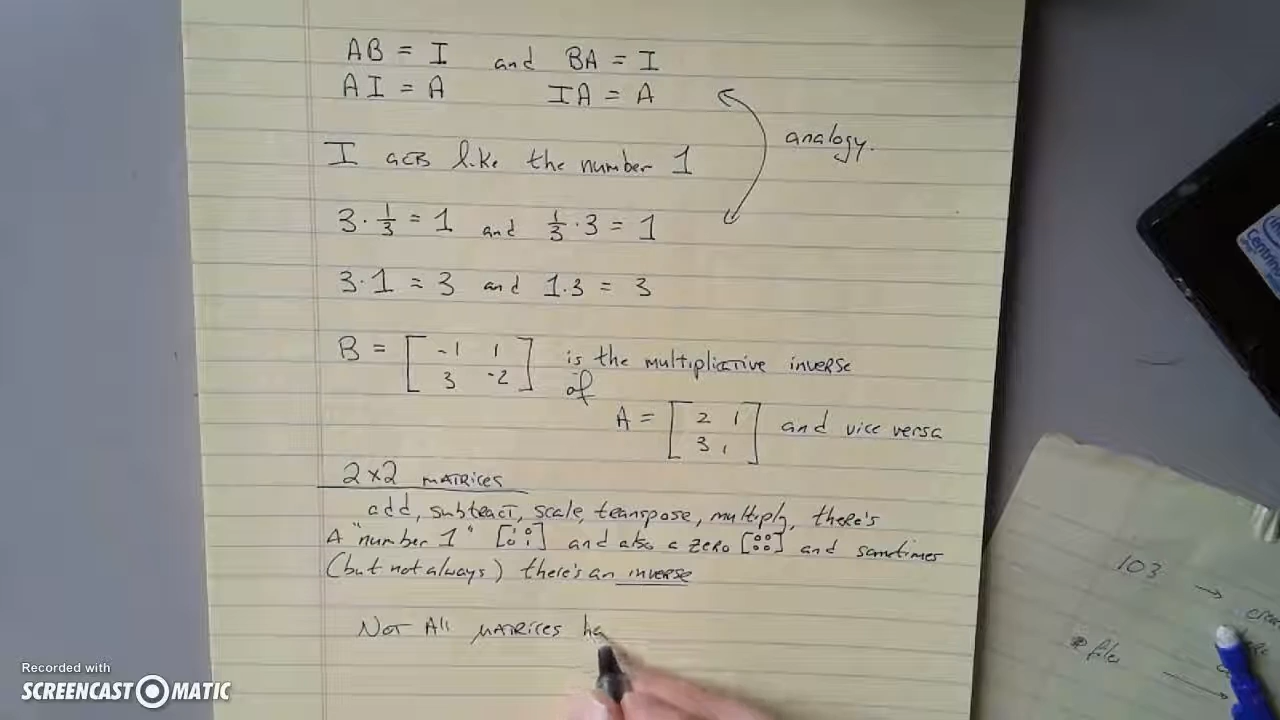 AB = I and BA = I
AI = A IA = A
analogy.
I acts like the number 1
3 · 1/3 = 1 and 1/3 · 3 = 1
3 · 1 = 3 and 1.3 = 3
B = [ -1 1 is the multiplicative inverse
3 -2 ] of
A = [ 2 1 and vice versa
3 1 ]
2 x 2 MATRICES
add, subtract, scale, transpose, multiply, there's
A "number 1" [1 0 0 1] and also a zero [0 0 0 0] and sometimes
(but not always) there's an inverse
Not All MATRICES ha
103
files
Recorded with
SCREENCAST MATIC